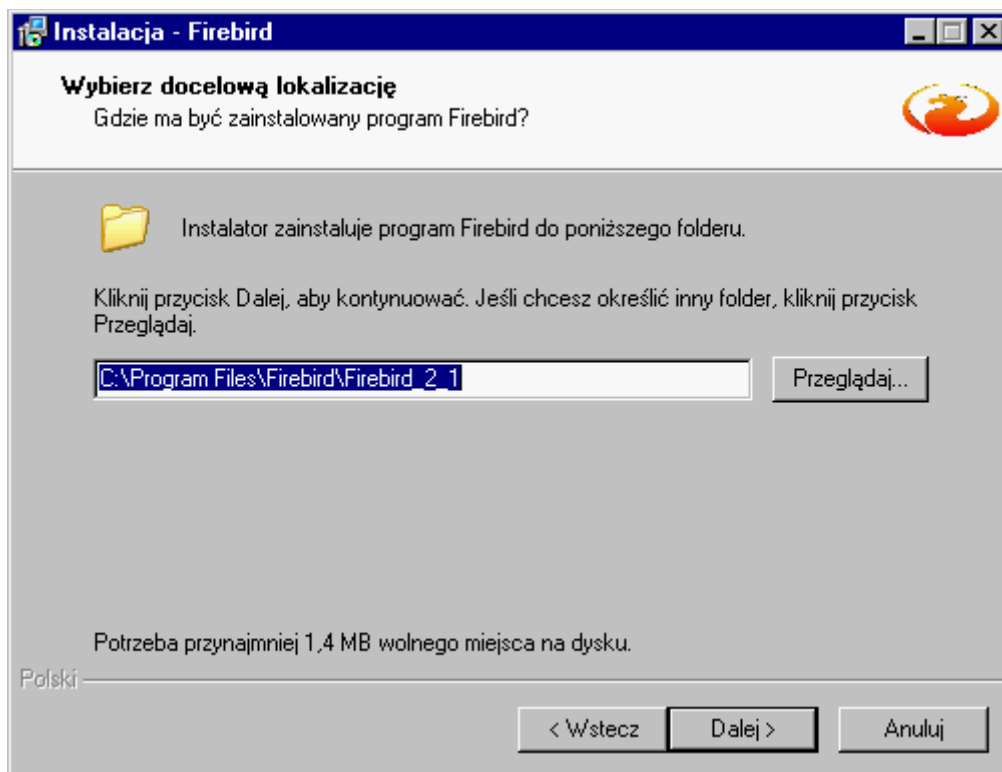 Instalacja - Firebird
Wybierz docelową lokalizację
Gdzie ma być zainstalowany program Firebird?
Instalator zainstaluje program Firebird do poniższego folderu.
Kliknij przycisk Dalej, aby kontynuować. Jeśli chcesz określić inny folder, kliknij przycisk
Przeglądaj.
C:\Program Files\Firebird\Firebird_2_1
Przeglądaj...
Potrzeba przynajmniej 1,4 MB wolnego miejsca na dysku.
Polski
< Wstecz
Dalej >
Anuluj